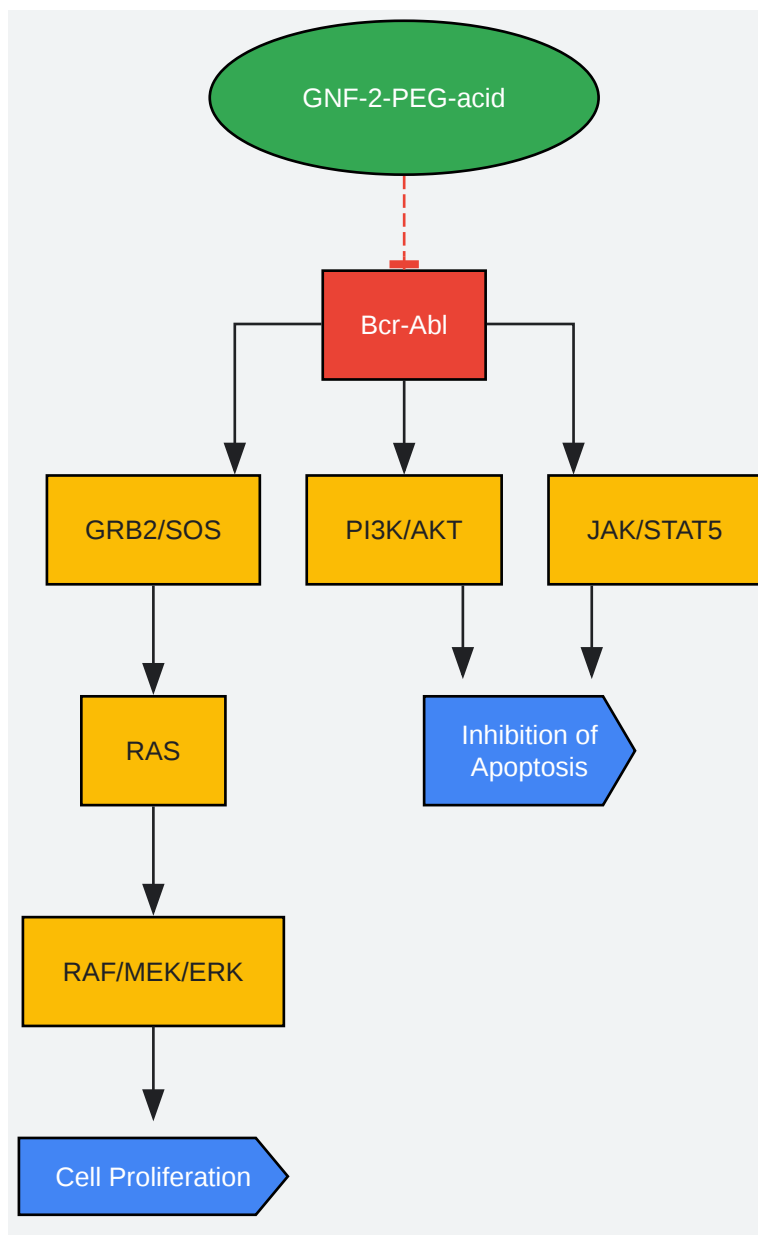 GNF-2-PEG-acid
Bcr-Abl
GRB2/SOS
PI3K/AKT
JAK/STAT5
RAS
Inhibition of
Apoptosis
RAF/MEK/ERK
Cell Proliferation